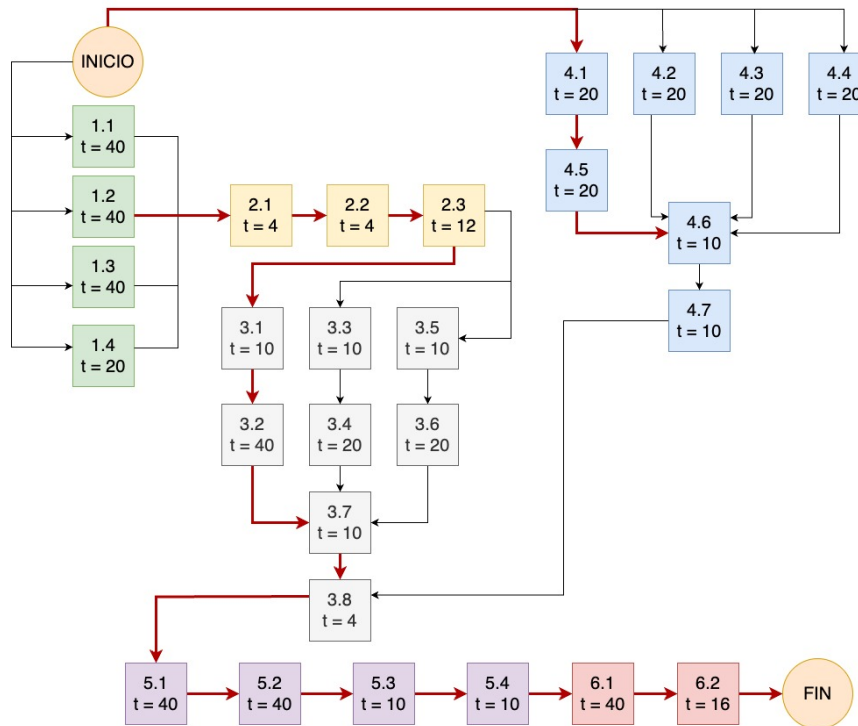 INICIO
4.1
t = 20
4.2
t = 20
4.3
t = 20
4.4
t = 20
1.1
t = 40
1.2
t = 40
1.3
t = 40
1.4
t = 20
2.1
t = 4
2.2
t = 4
2.3
t = 12
4.5
t = 20
4.6
t = 10
4.7
t = 10
3.1
t = 10
3.3
t = 10
3.5
t = 10
3.2
t = 40
3.4
t = 20
3.6
t = 20
3.7
t = 10
3.8
t = 4
5.1
t = 40
5.2
t = 40
5.3
t = 10
5.4
t = 10
6.1
t = 40
6.2
t = 16
FIN